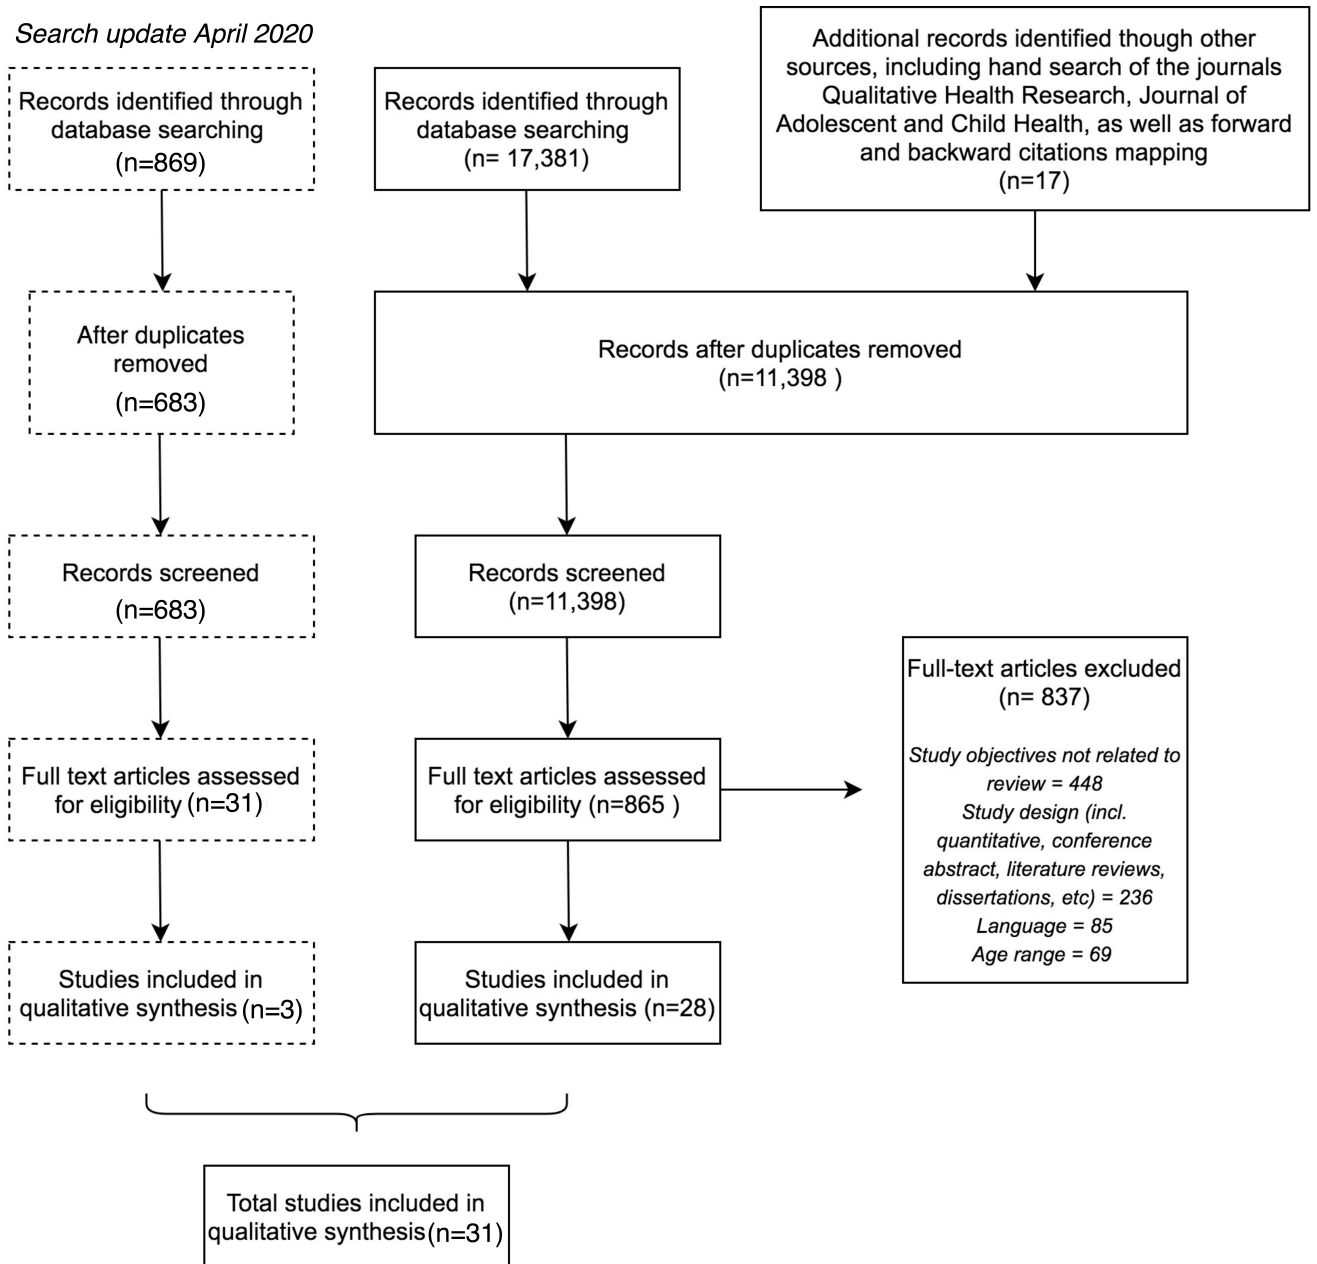 Search update April 2020
Records identified through
database searching
(n=869)
Records identified through
database searching
(n= 17,381)
Additional records identified though other
sources, including hand search of the journals
Qualitative Health Research, Journal of
Adolescent and Child Health, as well as forward
and backward citations mapping
(n=17)
After duplicates
removed
(n=683)
Records after duplicates removed
(n=11,398 )
Records screened
(n=683)
Records screened
(n=11,398)
Full text articles assessed
for eligibility (n=31)
Full text articles assessed
for eligibility (n=865 )
Full-text articles excluded
(n= 837)
Study objectives not related to
review = 448
Study design (incl.
quantitative, conference
abstract, literature reviews,
dissertations, etc) = 236
Language = 85
Age range = 69
Studies included in
qualitative synthesis (n=3)
Studies included in
qualitative synthesis (n=28)
Total studies included in
qualitative synthesis (n=31)